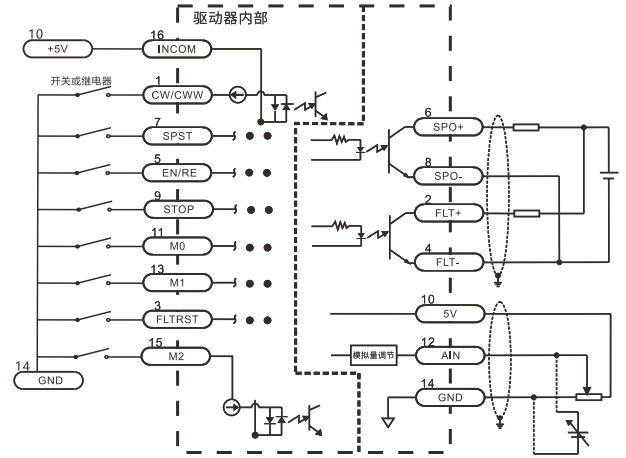 驱动器内部
10
+5V
16
INCOM
开关或继电器
1
CW/CWW
7
SPST
5
EN/RE
9
STOP
11
M0
13
M1
3
FLTRST
15
M2
14
GND
6
SPO+
8
SPO-
2
FLT+
4
FLT-
10
5V
模拟量调节
12
AIN
14
GND